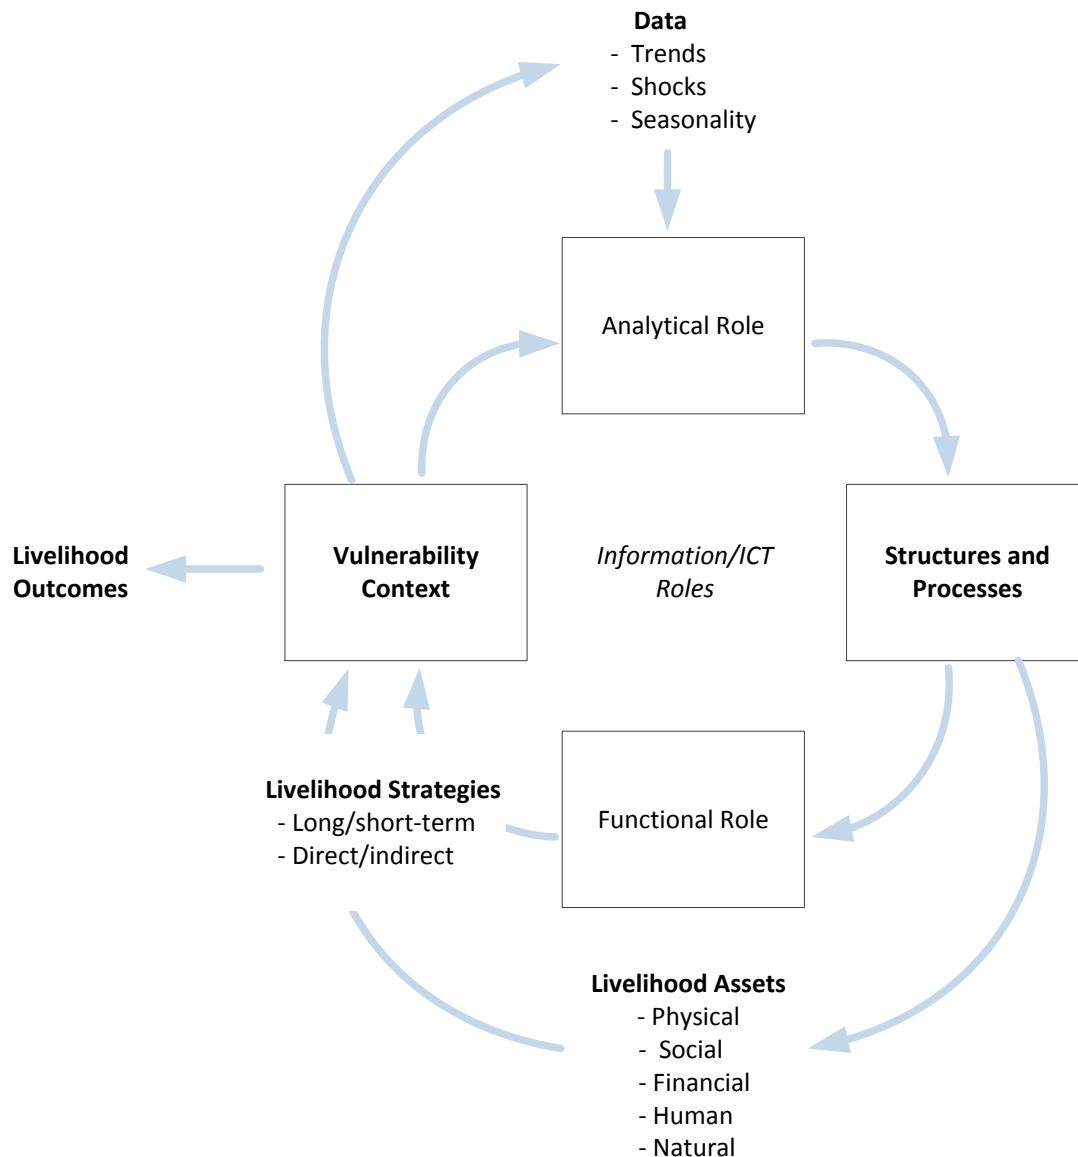 Data
- Trends
- Shocks
- Seasonality
Analytical Role
Livelihood
Outcomes
Vulnerability
Context
Information/ICT
Roles
Structures and
Processes
Livelihood Strategies
- Long/short-term
- Direct/indirect
Functional Role
Livelihood Assets
- Physical
- Social
- Financial
- Human
- Natural